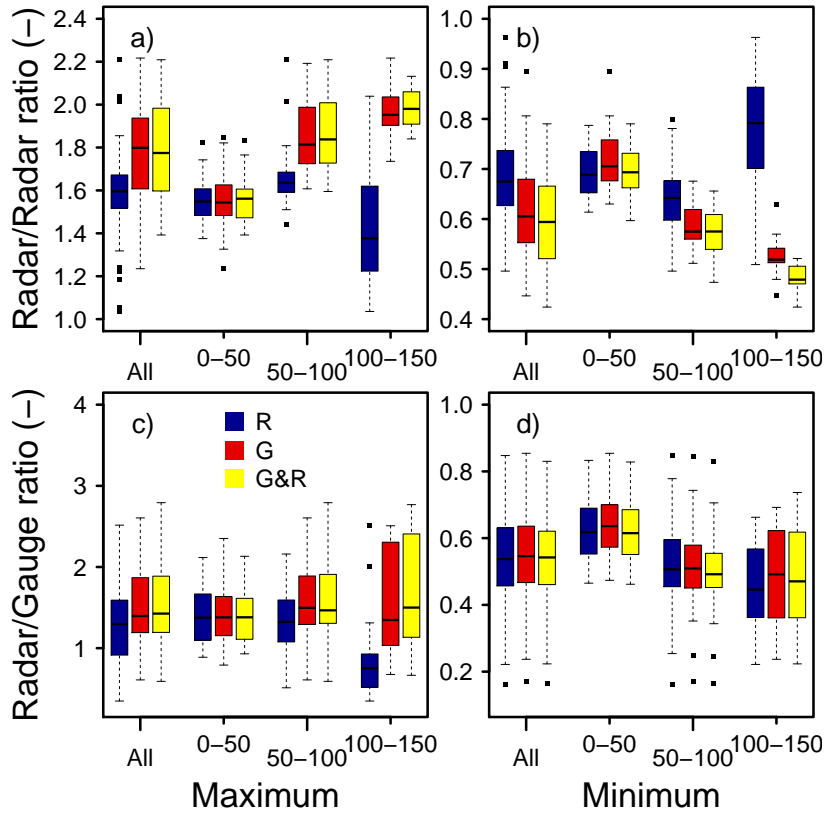 Radar/Radar ratio (−)
a)
2.4
2.2
2.0
1.8
1.6
1.4
1.2
1.0
All
0−50
50−100
100−150
b)
1.0
0.9
0.8
0.7
0.6
0.5
0.4
All
0−50
50−100
100−150
Radar/Gauge ratio (−)
c)
R
G
G&R
4
3
2
1
All
0−50
50−100
100−150
Maximum
d)
1.0
0.8
0.6
0.4
0.2
All
0−50
50−100
100−150
Minimum